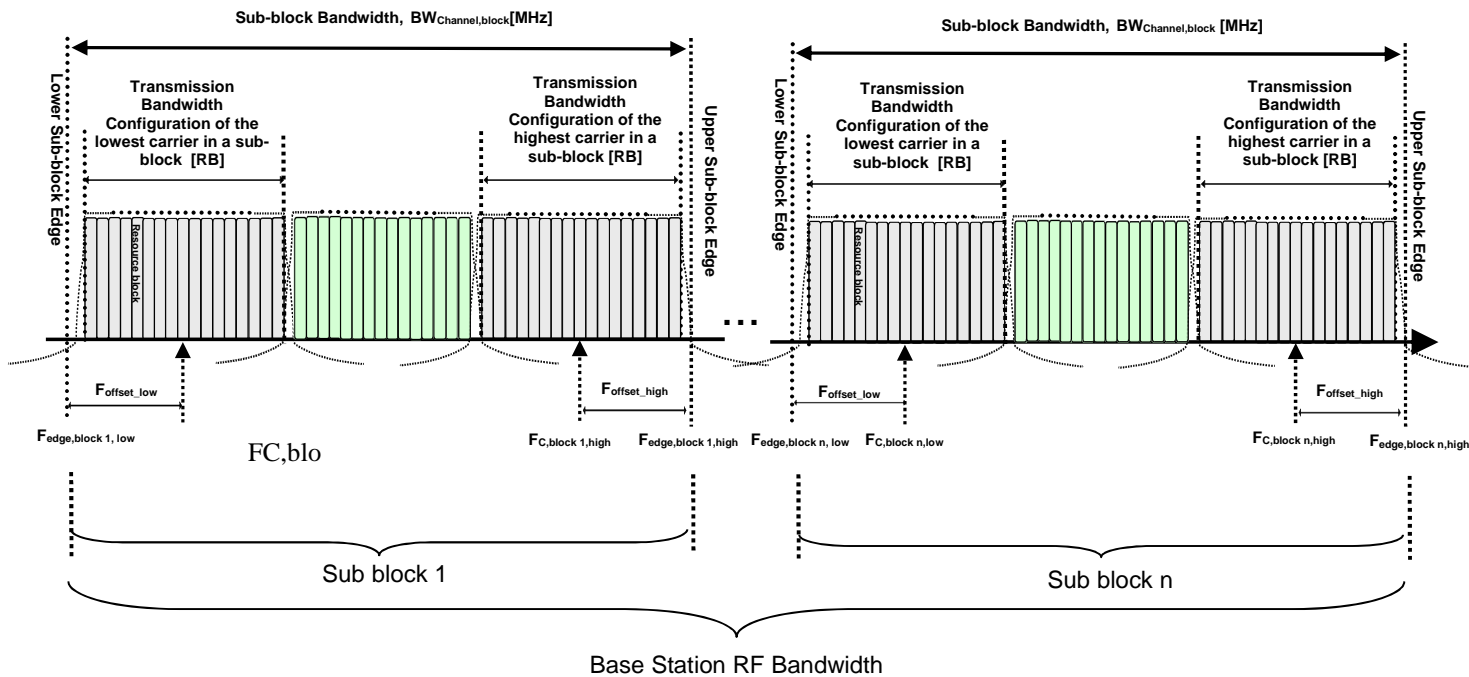 Sub-block Bandwidth, BWChannel,block[MHz]
Lower Sub-block Edge
Transmission
Bandwidth
Configuration of the
lowest carrier in a sub-
block [RB]
Transmission
Bandwidth
Configuration of the
highest carrier in a
sub-block [RB]
Upper Sub-block Edge
Resource block
Foffset_low
Foffset_high
Fedge,block 1, low
FC,blo
FC,block 1,high
Fedge,block 1,high
...
Sub-block Bandwidth, BWChannel,block [MHz]
Lower Sub-block Edge
Transmission
Bandwidth
Configuration of the
lowest carrier in a
sub-block [RB]
Transmission
Bandwidth
Configuration of the
highest carrier in a
sub-block [RB]
Upper Sub-block Edge
Resource block
Foffset_low
Foffset_high
Fedge,block n, low
FC,block n,low
FC,block n,high
Fedge,block n,high
Sub block 1
Sub block n
Base Station RF Bandwidth